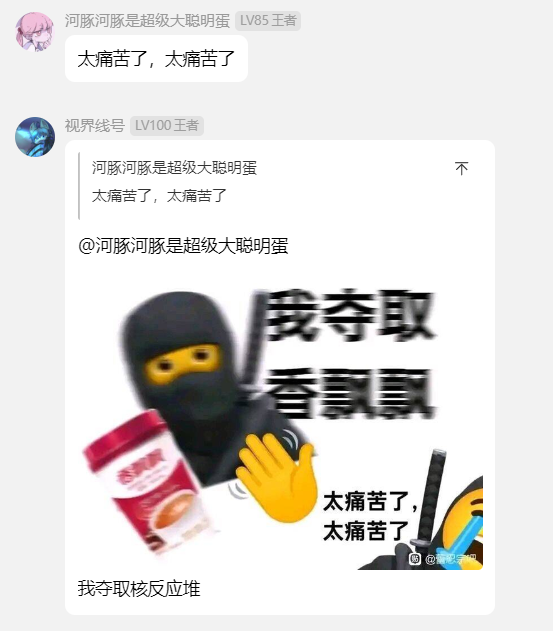 河豚河豚是超级大聪明蛋 LV85 王者
太痛苦了，太痛苦了
视界线号 LV100 王者
河豚河豚是超级大聪明蛋
太痛苦了，太痛苦了
@河豚河豚是超级大聪明蛋
我夺取
香飘飘
香飘飘
太痛苦了，
太痛苦了
贴
我夺取核反应堆